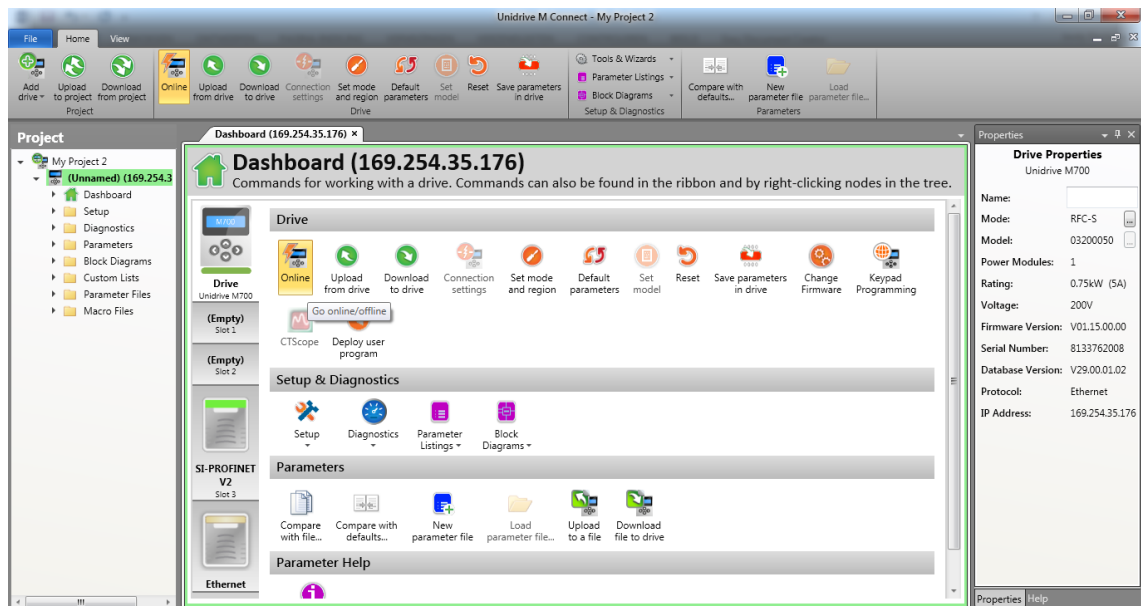 Unidrive M Connect - My Project 2
File Home View
Add drive
Upload to project
Download from project
Online
Upload from drive
Download to drive
Connection settings
Set mode and region
Default parameters
Set model
Reset
Save parameters in drive
Tools & Wizards
Parameter Listings
Block Diagrams
Compare with defaults...
New parameter file
Load parameter file...
Project Drive Setup & Diagnostics Parameters
Project
My Project 2
(Unnamed) (169.254.3
Dashboard
Setup
Diagnostics
Parameters
Block Diagrams
Custom Lists
Parameter Files
Macro Files
Dashboard (169.254.35.176) ×
Dashboard (169.254.35.176)
Commands for working with a drive. Commands can also be found in the ribbon and by right-clicking nodes in the tree.
M700
Drive
Unidrive M700
(Empty)
Slot 1
(Empty)
Slot 2
SI-PROFINET
V2
Slot 3
Ethernet
Drive
Online
Upload from drive
Download to drive
Connection settings
Set mode and region
Default parameters
Set model
Reset
Save parameters in drive
Change Firmware
Keypad Programming
Go online/offline
CTScope
Deploy user program
Setup & Diagnostics
Setup
Diagnostics
Parameter Listings
Block Diagrams
Parameters
Compare with file...
Compare with defaults...
New parameter file
Load parameter file...
Upload to a file
Download file to drive
Parameter Help
Properties
Drive Properties
Unidrive M700
Name:
Mode: RFC-S ...
Model: 03200050 ...
Power Modules: 1
Rating: 0.75kW (5A)
Voltage: 200V
Firmware Version: V01.15.00.00
Serial Number: 8133762008
Database Version: V29.00.01.02
Protocol: Ethernet
IP Address: 169.254.35.176
Properties Help